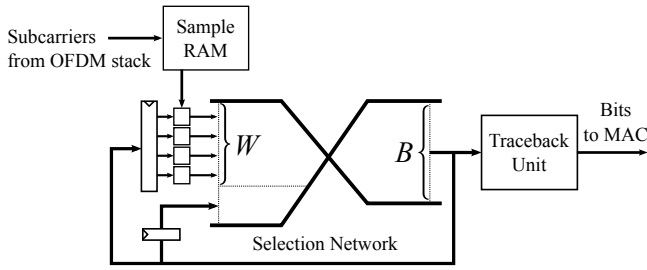 Subcarriers
from OFDM stack
Sample
RAM
W
B
Traceback
Unit
Bits
to MAC
Selection Network